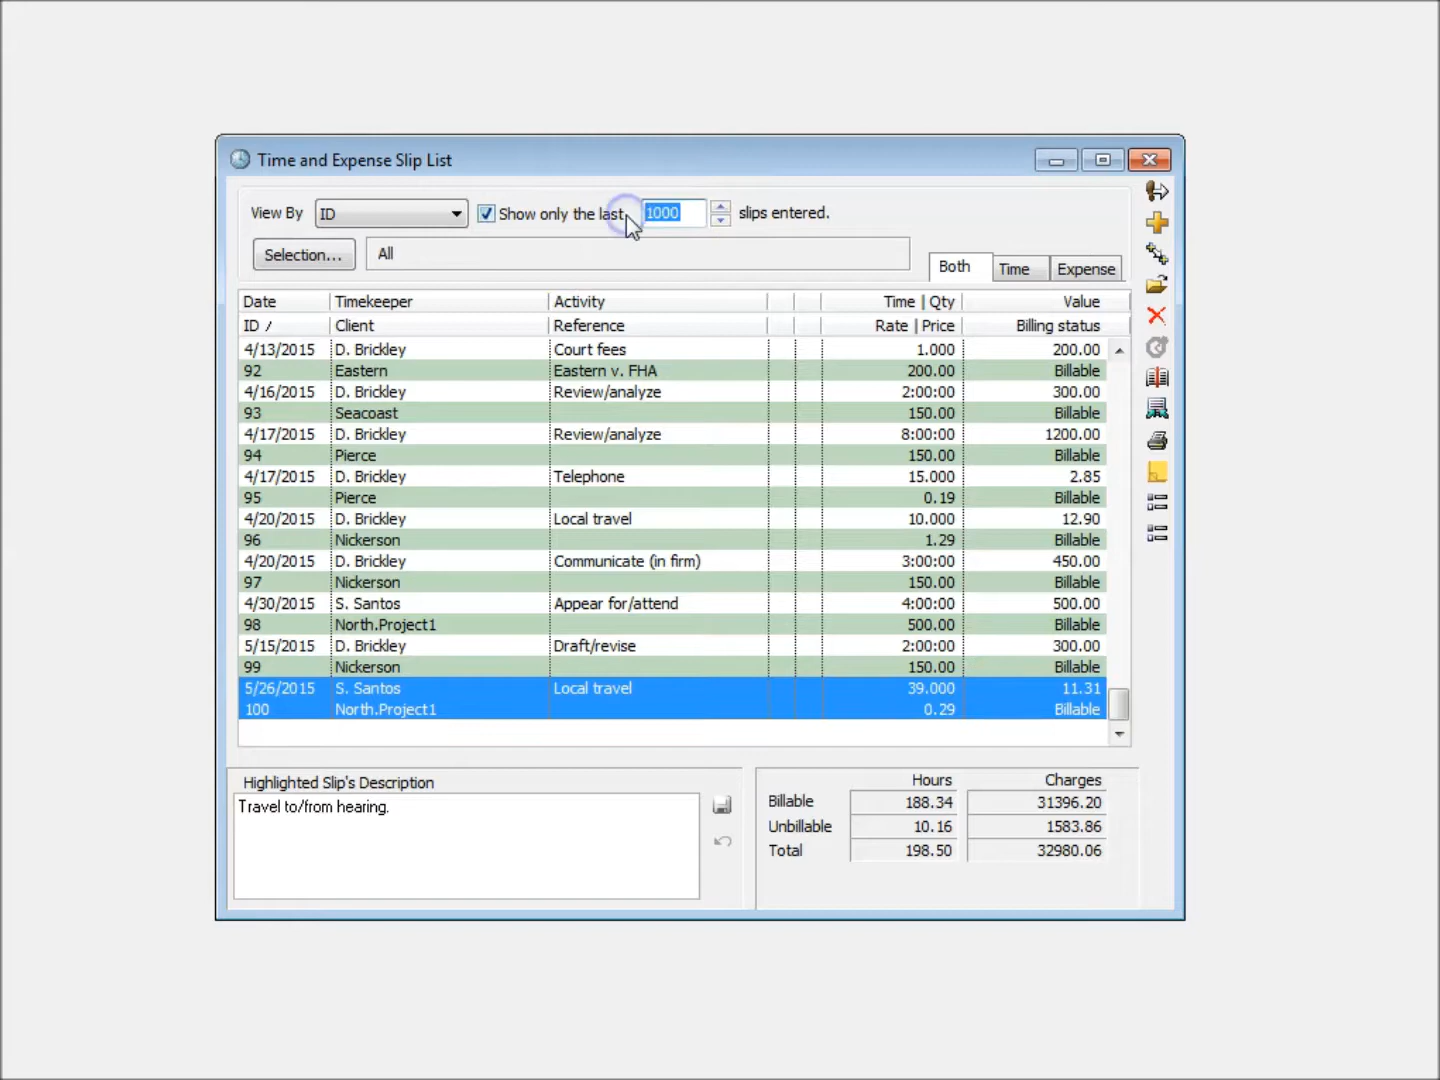 Time and Expense Slip List
View By ID Show only the last 1000 slips entered.
Selection... All
Both Time Expense
Date Timekeeper Activity Time | Qty Value
ID / Client Reference Rate | Price Billing status
4/13/2015 D. Brickley Court fees 1.000 200.00
92 Eastern Eastern v. FHA 200.00 Billable
4/16/2015 D. Brickley Review/analyze 2:00:00 300.00
93 Seacoast 150.00 Billable
4/17/2015 D. Brickley Review/analyze 8:00:00 1200.00
94 Pierce 150.00 Billable
4/17/2015 D. Brickley Telephone 15.000 2.85
95 Pierce 0.19 Billable
4/20/2015 D. Brickley Local travel 10.000 12.90
96 Nickerson 1.29 Billable
4/20/2015 D. Brickley Communicate (in firm) 3:00:00 450.00
97 Nickerson 150.00 Billable
4/30/2015 S. Santos Appear for/attend 4:00:00 500.00
98 North.Project1 500.00 Billable
5/15/2015 D. Brickley Draft/revise 2:00:00 300.00
99 Nickerson 150.00 Billable
5/26/2015 S. Santos Local travel 39.000 11.31
100 North.Project1 0.29 Billable
Highlighted Slip's Description
Travel to/from hearing.
Hours Charges
Billable 188.34 31396.20
Unbillable 10.16 1583.86
Total 198.50 32980.06